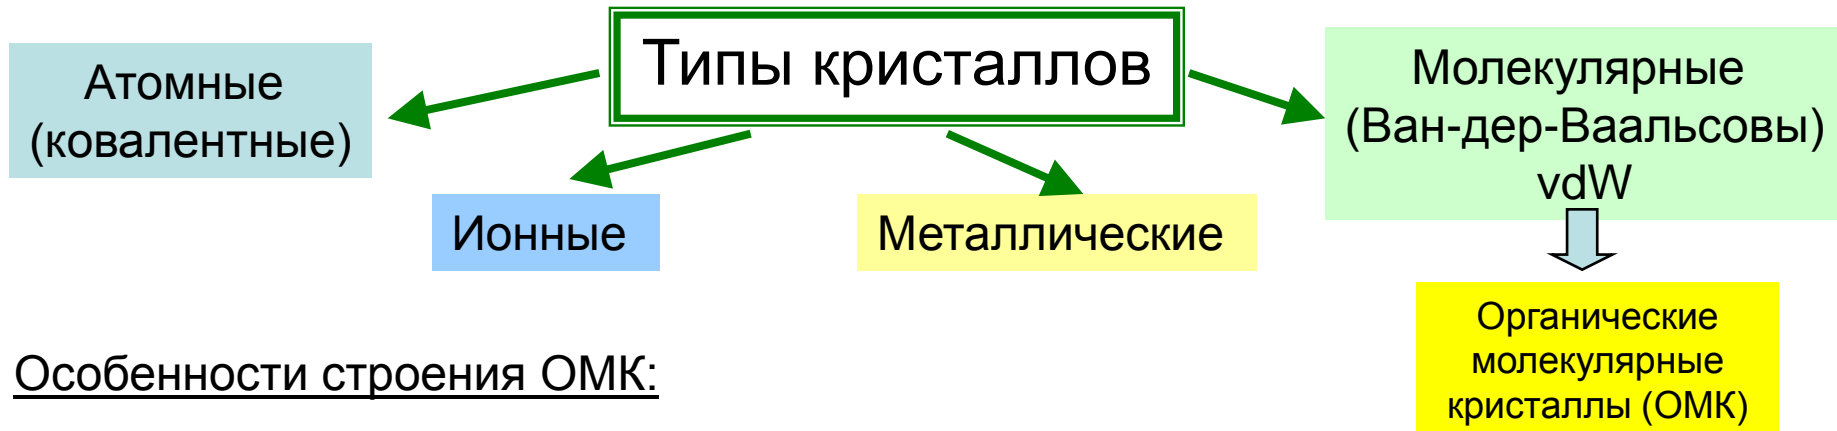 Типы кристаллов
Атомные
(ковалентные)
Ионные
Металлические
Молекулярные
(Ван-дер-Ваальсовы)
vdW
Органические
молекулярные
кристаллы (ОМК)
Особенности строения ОМК: